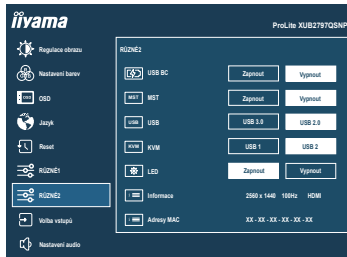 iiyama
ProLite XUB2797QSNP
Regulace obrazu
Nastavení barev
OSD
OSD
Jazyk
Reset
RŮZNÉ1
RŮZNÉ2
Volba vstupů
Nastavení audio
RŮZNÉ2
USB BC Zapnout Vypnout
MST MST Zapnout Vypnout
USB USB USB 3.0 USB 2.0
KVM KVM USB 1 USB 2
LED Zapnout Vypnout
Informace 2560 x 1440 100Hz HDMI
Adresy MAC XX - XX - XX - XX - XX - XX